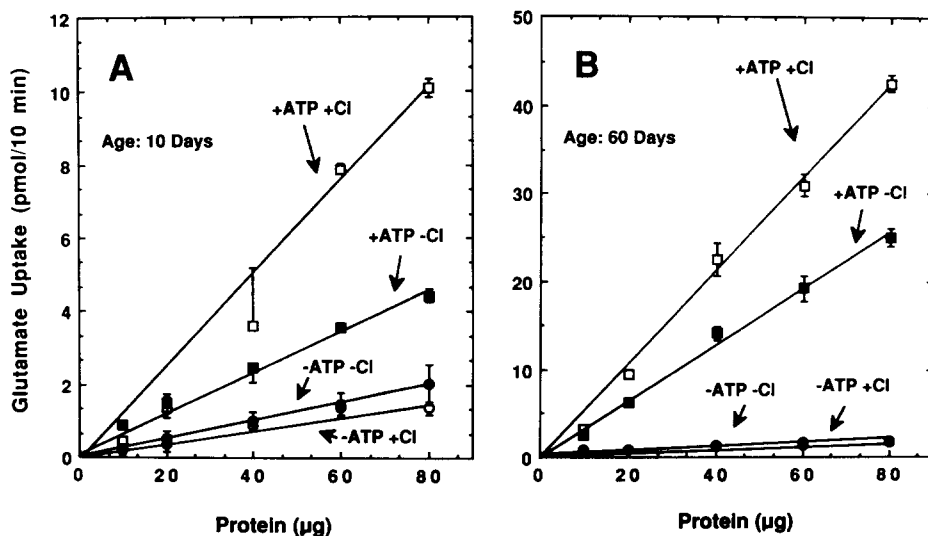 Glutamate Uptake (pmol/10 min)
12
10
8
6
4
2
0
A
+ATP +Cl
Age: 10 Days
+ATP -Cl
-ATP -Cl
-ATP +Cl
0 20 40 60 80
Protein (μg)
50
40
30
20
10
0
B
+ATP +Cl
Age: 60 Days
+ATP -Cl
-ATP -Cl
-ATP +Cl
0 20 40 60 80
Protein (μg)